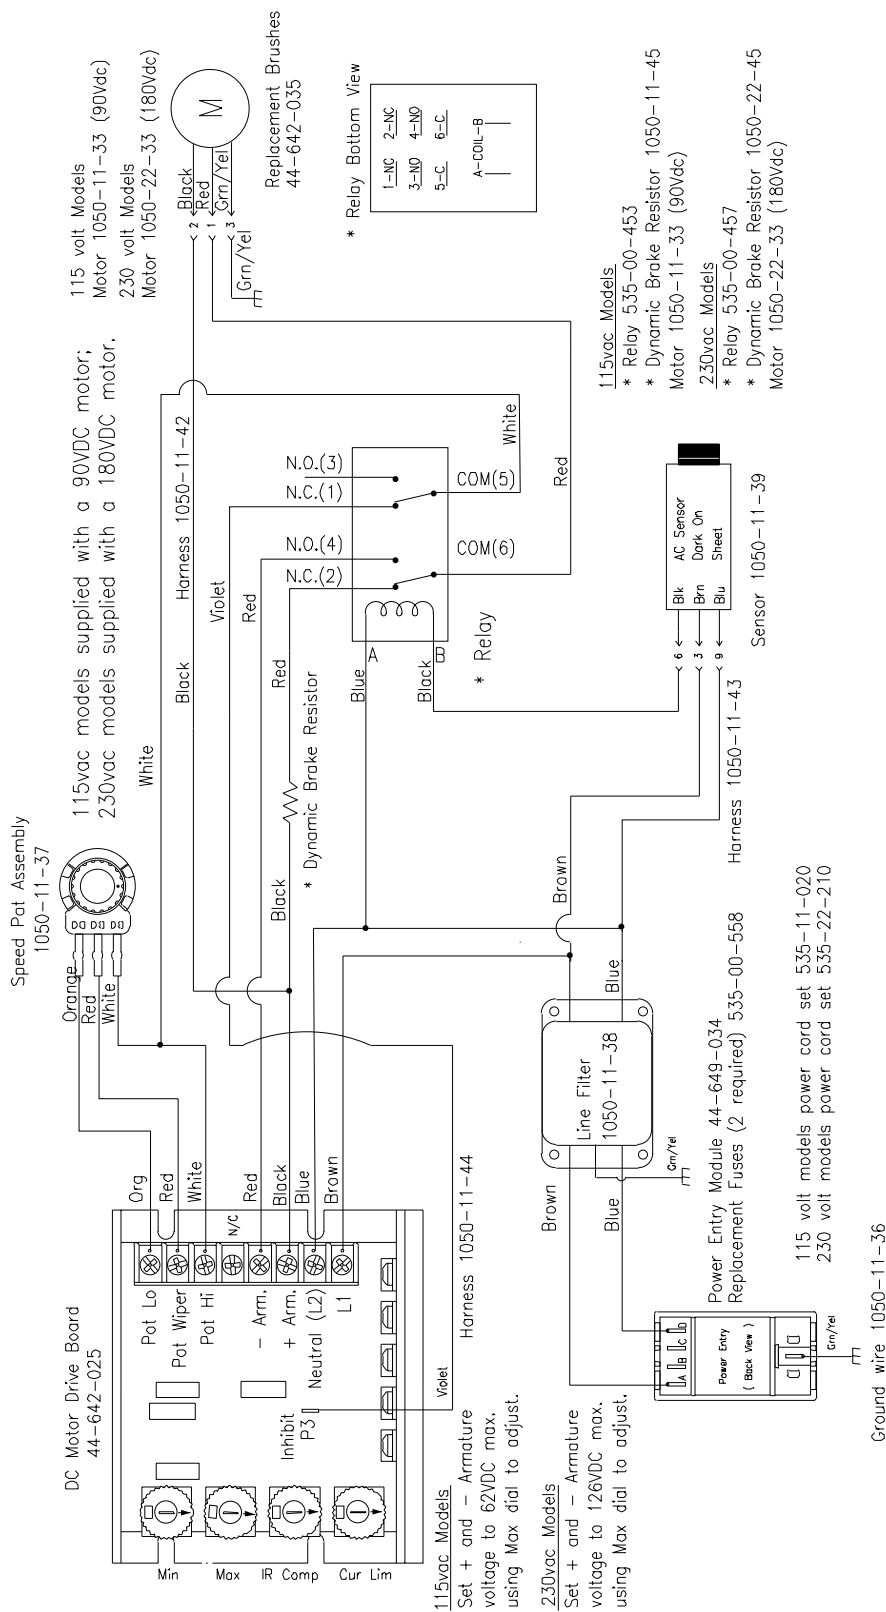 DC Motor Drive Board
44-642-025
Pot Lo
Pot Wiper
Pot Hi
N/C
- Arm.
+ Arm.
Neutral (L2)
L1
Inhibit
P3
Min
Max
IR Comp
Cur Lim
Violet
Harness 1050-11-44
Org
Red
White
Red
Black
Blue
Brown
Speed Pot Assembly
1050-11-37
Orange
Red
White
115vac models supplied with a 90VDC motor;
230vac models supplied with a 180VDC motor.
White
Black
Harness 1050-11-42
Violet
Red
Red
Black
* Dynamic Brake Resistor
N.O.(3)
N.C.(1)
N.O.(4)
N.C.(2)
COM(5)
COM(6)
A
B
Blue
Black
* Relay
White
Red
115 volt Models
Motor 1050-11-33 (90Vdc)
230 volt Models
Motor 1050-22-33 (180Vdc)
M
Black
Red
Grn/Yel
2
1
3
Grn/Yel
Replacement Brushes
44-642-035
* Relay Bottom View
1-NC 2-NC
3-NO 4-NO
5-C 6-C
A-COIL-B
115vac Models
* Relay 535-00-453
* Dynamic Brake Resistor 1050-11-45
Motor 1050-11-33 (90Vdc)
230vac Models
* Relay 535-00-457
* Dynamic Brake Resistor 1050-22-45
Motor 1050-22-33 (180Vdc)
AC Sensor
Dark On
Sheet
Blk
Brn
Blu
6
3
9
Sensor 1050-11-39
Harness 1050-11-43
Brown
Blue
Line Filter
1050-11-38
Brown
Blue
Grn/Yel
115vac Models
Set + and - Armature
voltage to 62VDC max.
using Max dial to adjust.
230vac Models
Set + and - Armature
voltage to 126VDC max.
using Max dial to adjust.
A
B
C
D
Power Entry
( Back View )
Grn/Yel
Power Entry Module 44-649-034
Replacement Fuses (2 required) 535-00-558
115 volt models power cord set 535-11-020
230 volt models power cord set 535-22-210
Ground wire 1050-11-36